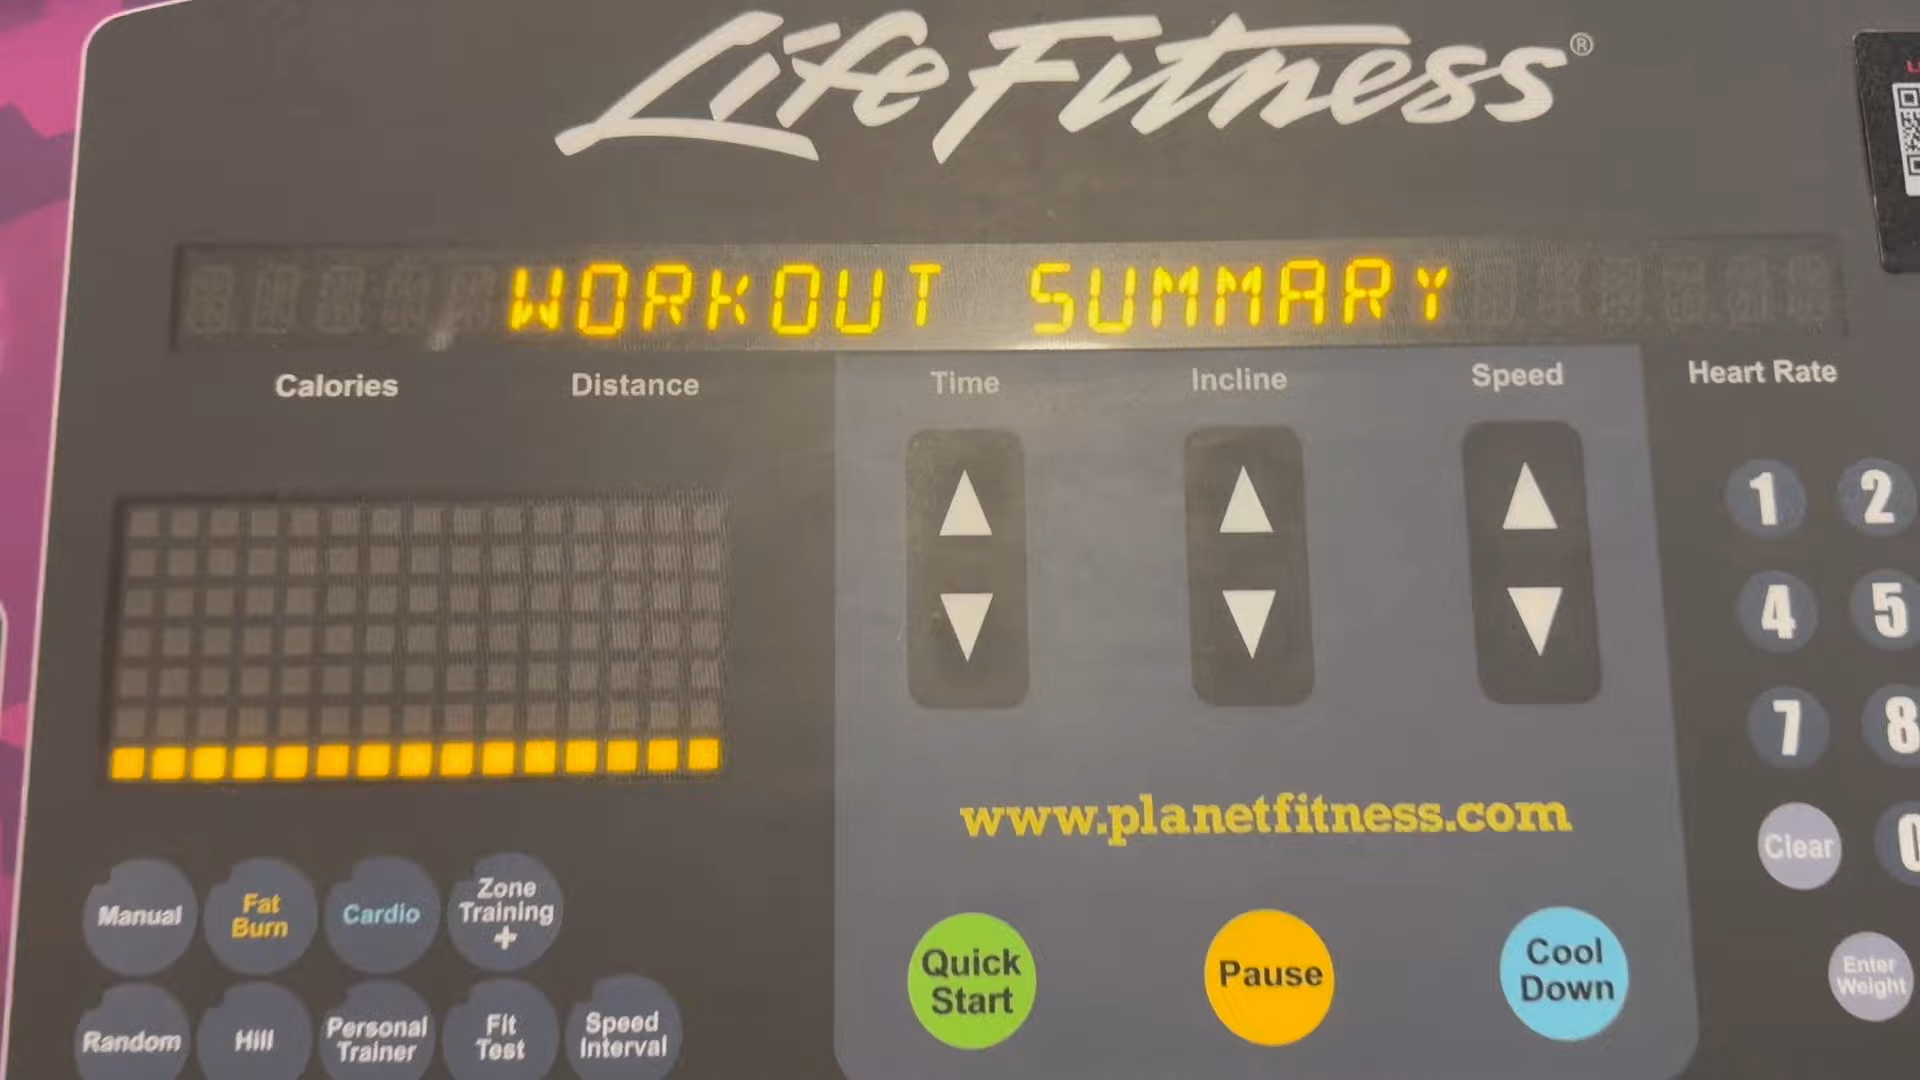 LifeFitness®
WORKOUT SUMMARY
Calories Distance Time Incline Speed Heart Rate
1 2
4 5
7 8
www.planetfitness.com
Clear 0
Manual Fat Burn Cardio Zone Training +
Quick Start Pause Cool Down Enter Weight
Random Hill Personal Trainer Fit Test Speed Interval